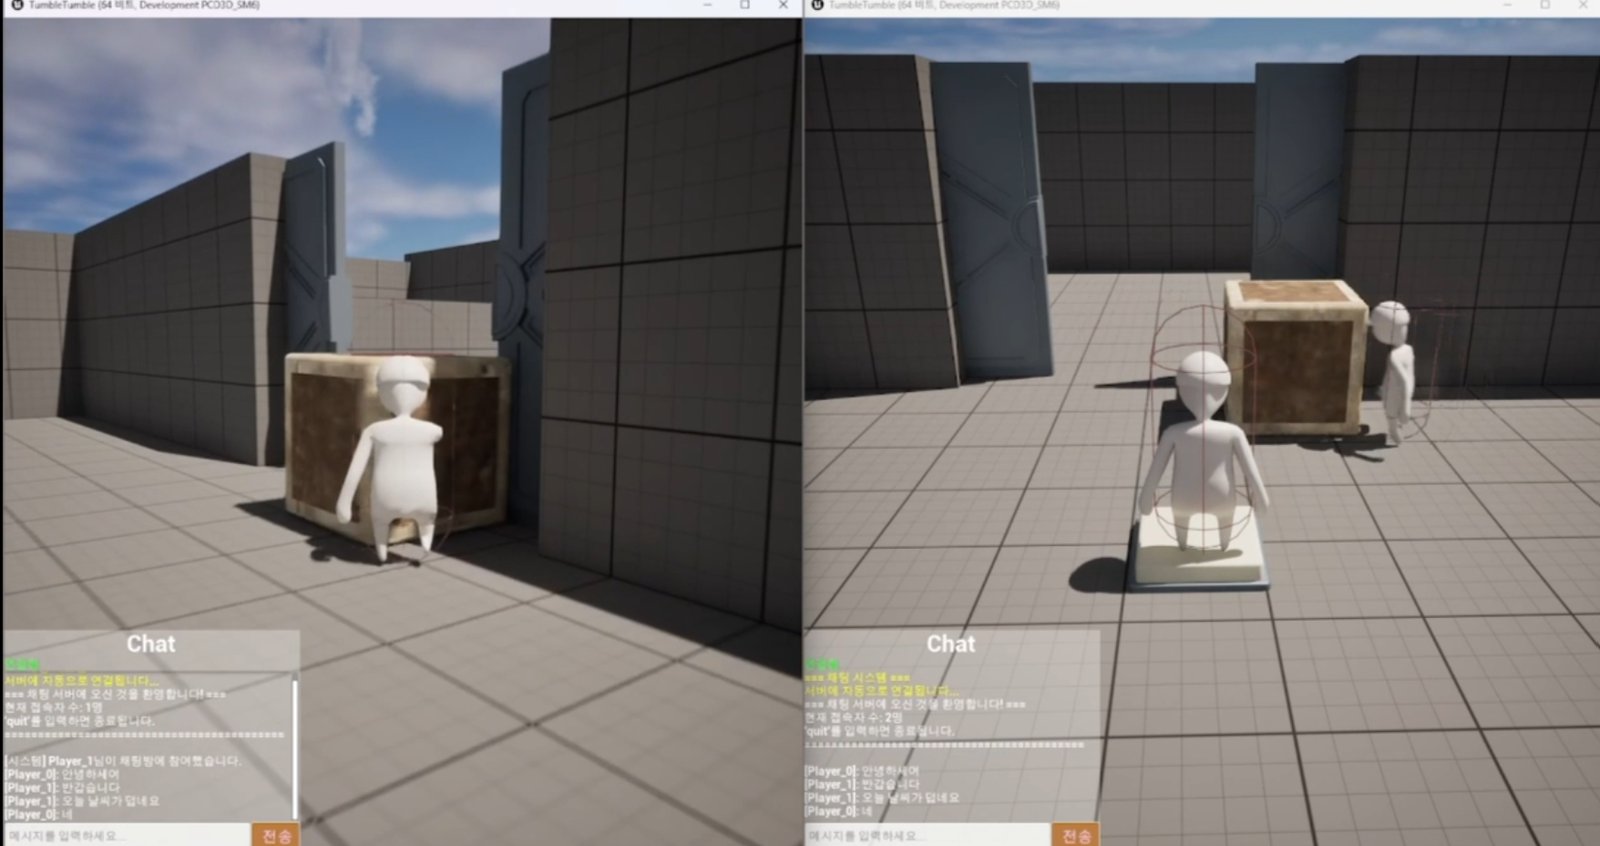 TumbleTumble (64 비트, Development PCD3D_SM6)
Chat
서버에 자동으로 연결됩니다...
=== 채팅 서버에 오신 것을 환영합니다! ===
현재 접속자 수: 1명
'quit'를 입력하면 종료됩니다.
[시스템] Player_1님이 채팅방에 참여했습니다.
[Player_0]: 안녕하세여
[Player_1]: 반갑습니다
[Player_1]: 오늘 날씨가 덥네요
[Player_0]: 네
메시지를 입력하세요...
전송
TumbleTumble (64 비트, Development PCD3D_SM6)
Chat
=== 채팅 시스템 ===
서버에 자동으로 연결됩니다...
=== 채팅 서버에 오신 것을 환영합니다! ===
현재 접속자 수: 2명
'quit'를 입력하면 종료됩니다.
[Player_0]: 안녕하세여
[Player_1]: 반갑습니다
[Player_1]: 오늘 날씨가 덥네요
[Player_0]: 네
메시지를 입력하세요...
전송